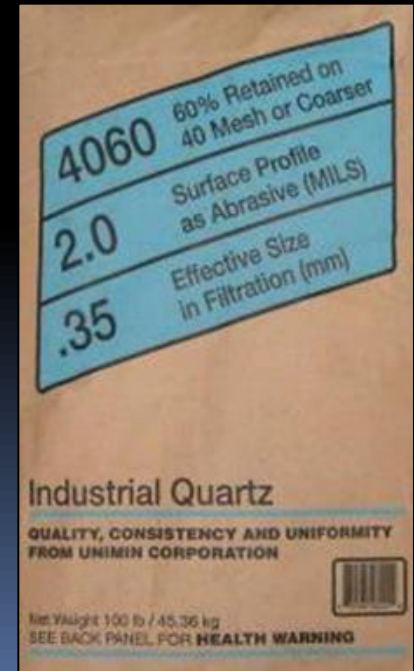 4060 60% Retained on
40 Mesh or Coarser
2.0 Surface Profile
as Abrasive (MILS)
.35 Effective Size
in Filtration (mm)
Industrial Quartz
QUALITY, CONSISTENCY AND UNIFORMITY
FROM UNIMIN CORPORATION
Net Weight 100 lb / 45.36 kg
SEE BACK PANEL FOR HEALTH WARNING